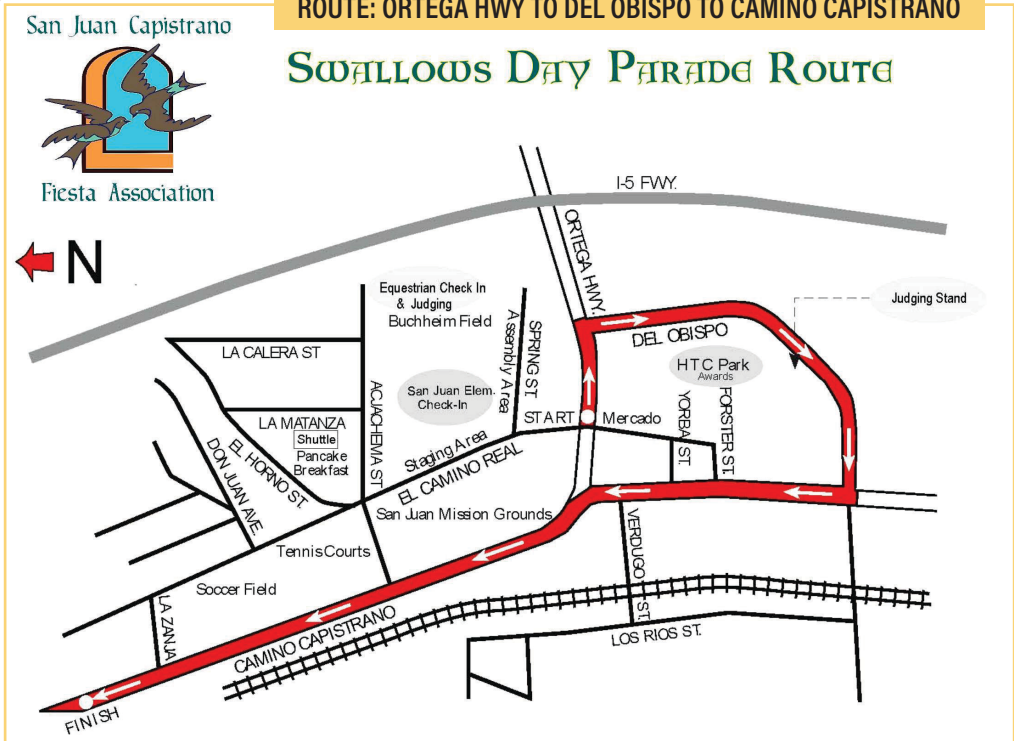 ROUTE: ORTEGA HWY TO DEL OBISPO TO CAMINO CAPISTRANO
San Juan Capistrano
Fiesta Association
SWALLOWS DAY PARADE ROUTE
N
I-5 FWY.
ORTEGA HWY.
Equestrian Check In
& Judging
Buchheim Field
Judging Stand
DEL OBISPO
LA CALERA ST
ACJACHEMA ST
San Juan Elem.
Check-In
Assembly Area
SPRING ST.
HTC Park
Awards
START
Mercado
YORBA ST.
FORSTER ST.
LA MATANZA
Shuttle
Pancake
Breakfast
EL HORNO ST.
DON JUAN AVE.
Staging Area
EL CAMINO REAL
San Juan Mission Grounds
Tennis Courts
Soccer Field
VERDUGO ST.
LA ZANJA
CAMINO CAPISTRANO
LOS RIOS ST.
FINISH